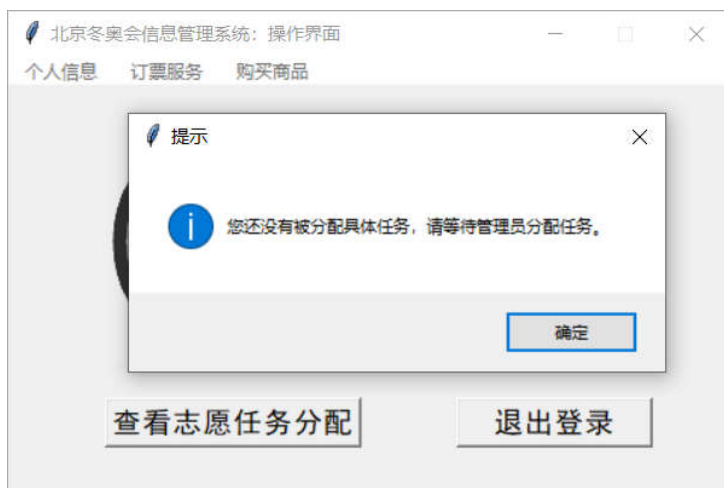 北京冬奥会信息管理系统：操作界面
个人信息 订票服务 购买商品
提示
您还没有被分配具体任务，请等待管理员分配任务。
确定
查看志愿任务分配 退出登录